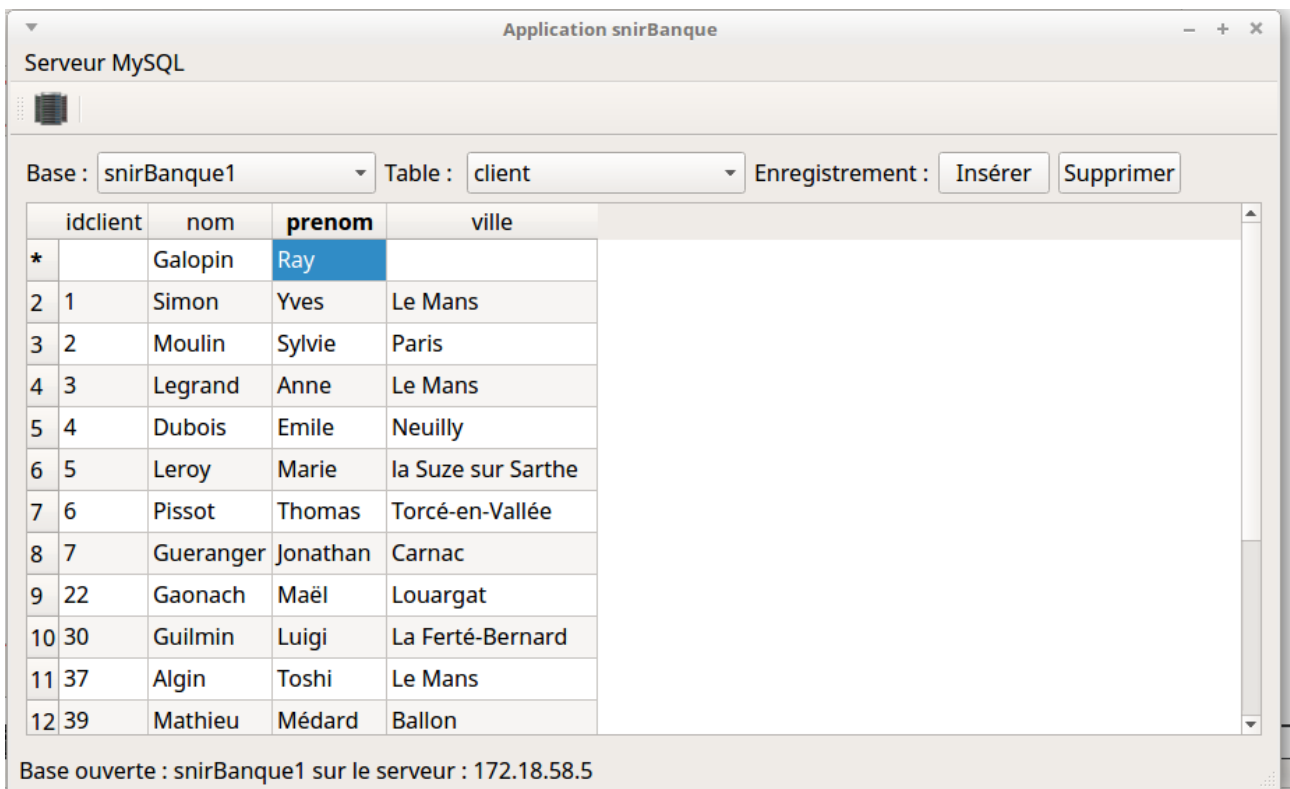 Application snirBanque
Serveur MySQL
Base : snirBanque1 Table : client Enregistrement : Insérer Supprimer
idclient nom prenom ville
* Galopin Ray
2 1 Simon Yves Le Mans
3 2 Moulin Sylvie Paris
4 3 Legrand Anne Le Mans
5 4 Dubois Emile Neuilly
6 5 Leroy Marie la Suze sur Sarthe
7 6 Pissot Thomas Torcé-en-Vallée
8 7 Gueranger Jonathan Carnac
9 22 Gaonach Maël Louargat
10 30 Guilmin Luigi La Ferté-Bernard
11 37 Algin Toshi Le Mans
12 39 Mathieu Médard Ballon
Base ouverte : snirBanque1 sur le serveur : 172.18.58.5